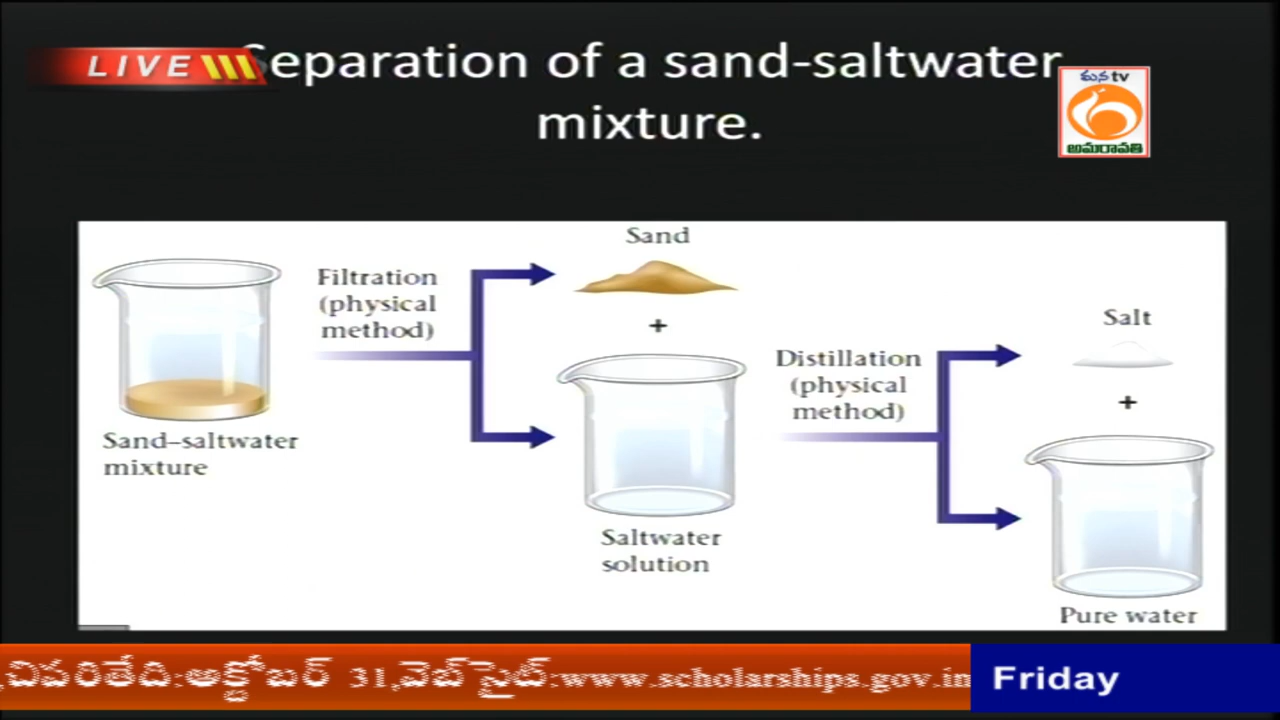 LIVE
Separation of a sand-saltwater
mixture.
మన tv
అమరావతి
Sand
Filtration
(physical
method)
+
Salt
Distillation
(physical
method)
+
Sand–saltwater
mixture
Saltwater
solution
Pure water
,చివరితేది:అక్టోబర్ 31,వెబ్ సైట్:www.scholarships.gov.in
Friday